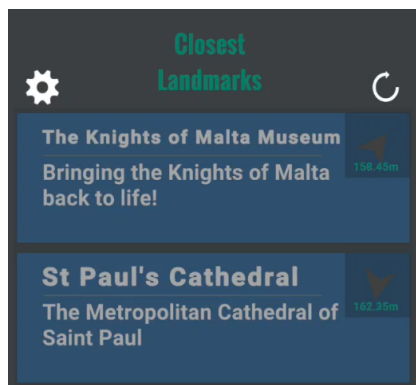 Closest
Landmarks
The Knights of Malta Museum
158.45m
Bringing the Knights of Malta
back to life!
St Paul's Cathedral
162.35m
The Metropolitan Cathedral of
Saint Paul